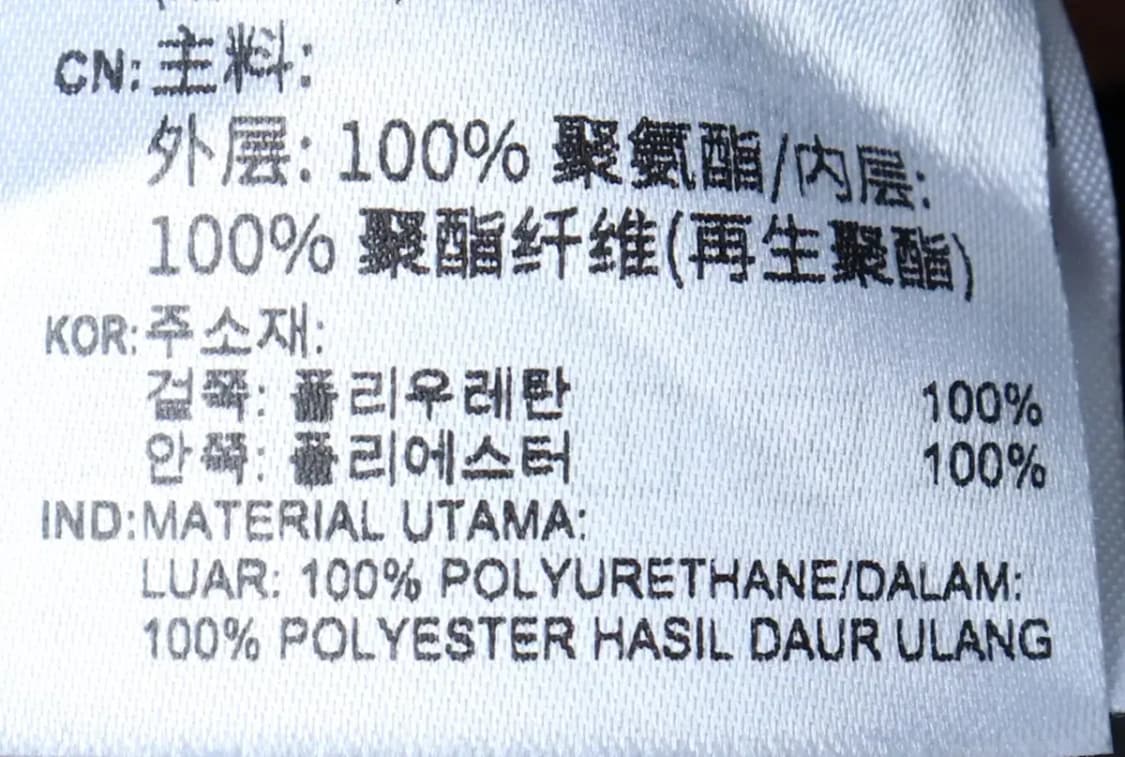 CN: 主料:
外层: 100% 聚氨酯/内层:
100% 聚酯纤维(再生聚酯)
KOR: 주소재:
겉쪽: 폴리우레탄 100%
안쪽: 폴리에스터 100%
IND: MATERIAL UTAMA:
LUAR: 100% POLYURETHANE/DALAM:
100% POLYESTER HASIL DAUR ULANG